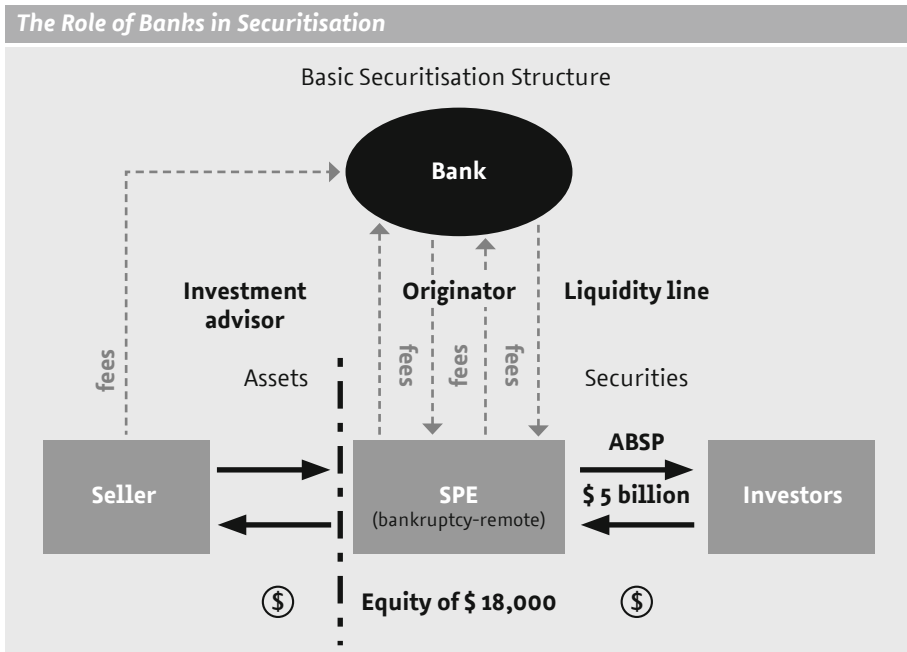 The Role of Banks in Securitisation
Basic Securitisation Structure
Bank
Investment
advisor
Originator
Liquidity line
fees
fees
fees
fees
Assets
Securities
Seller
SPE
(bankruptcy-remote)
ABSP
$ 5 billion
Investors
$
Equity of $ 18,000
$